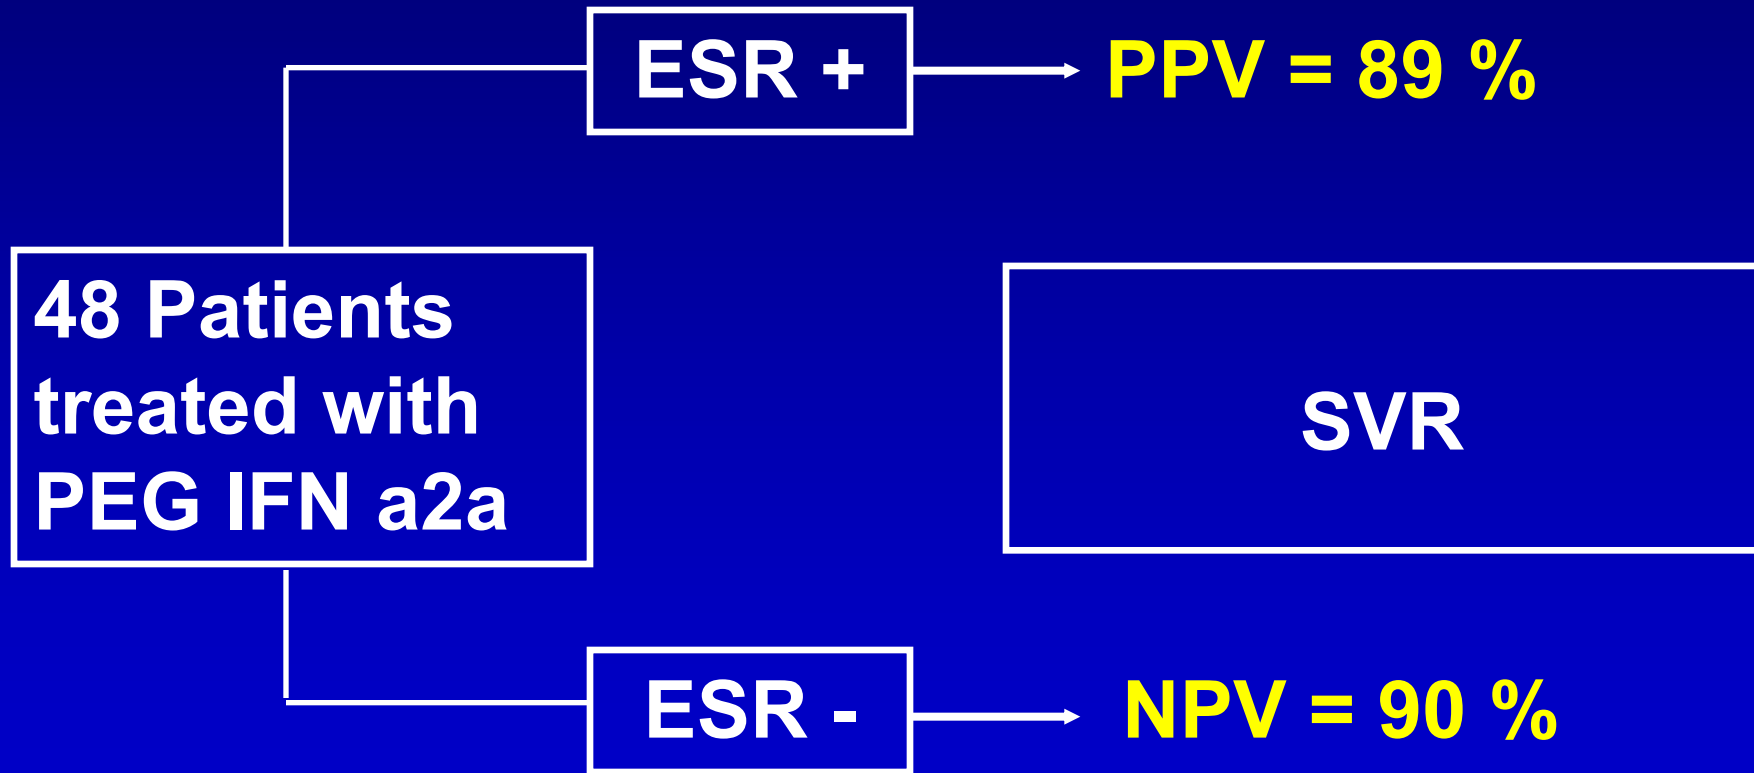 ESR +
PPV = 89 %
48 Patients
treated with
PEG IFN a2a
SVR
ESR -
NPV = 90 %